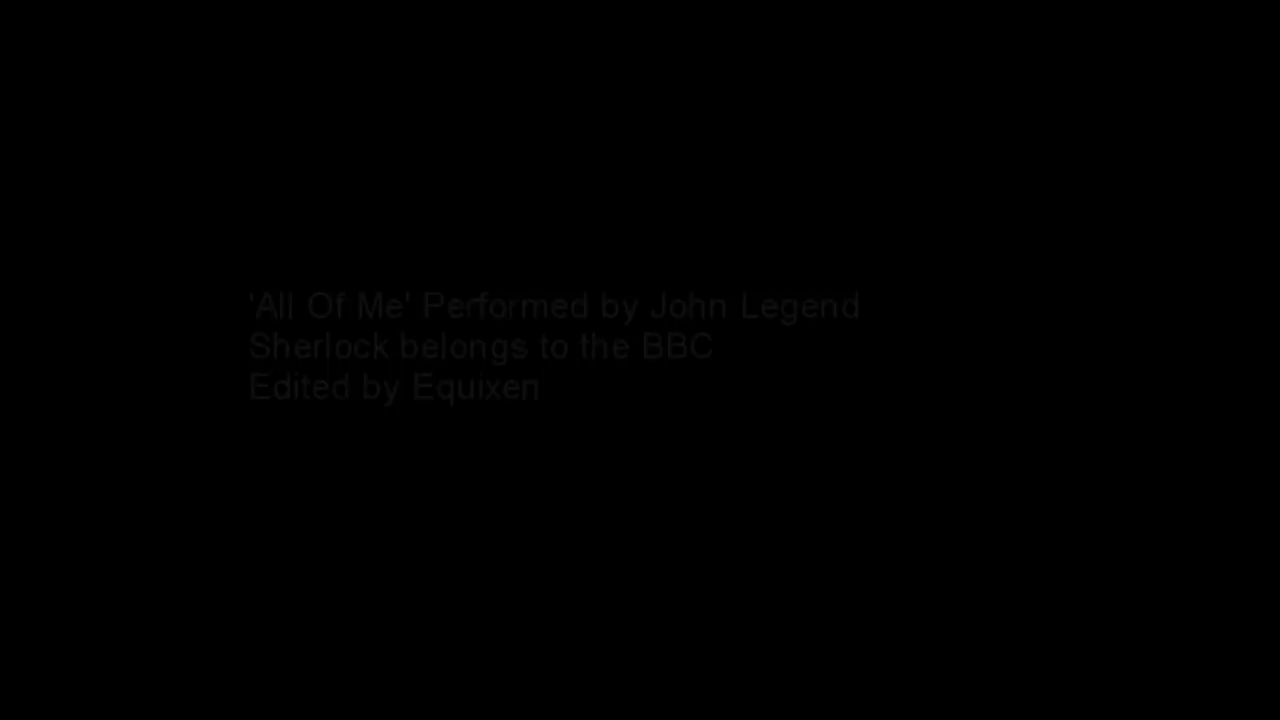 'All Of Me' Performed by John Legend
Sherlock belongs to the BBC
Edited by Equixen